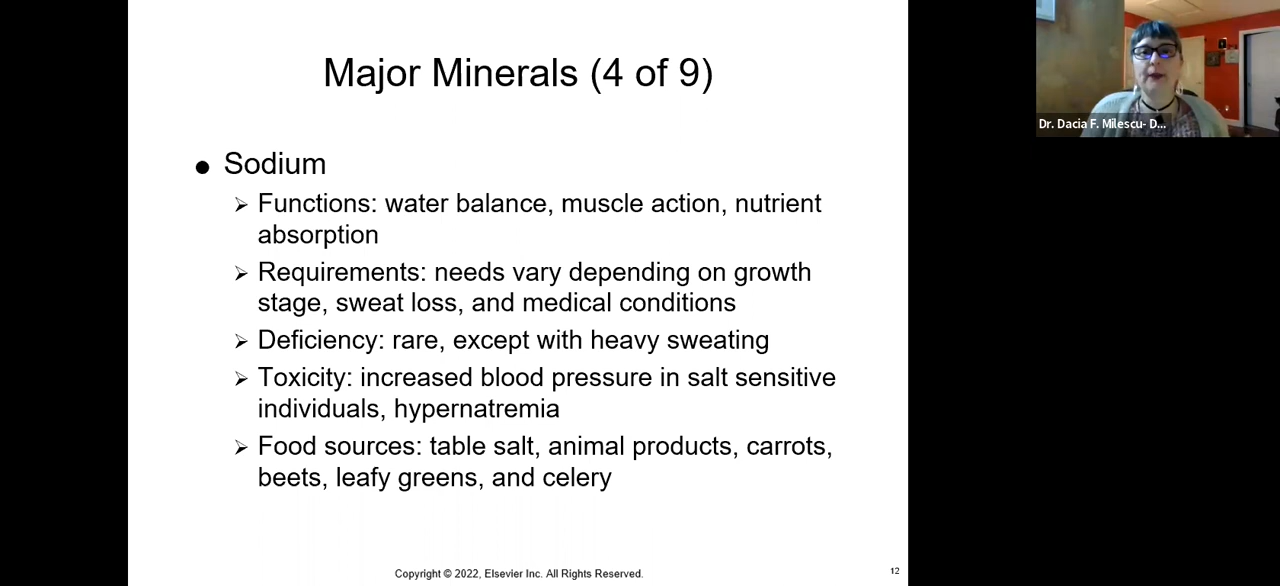 Major Minerals (4 of 9)
● Sodium
➢ Functions: water balance, muscle action, nutrient
absorption
➢ Requirements: needs vary depending on growth
stage, sweat loss, and medical conditions
➢ Deficiency: rare, except with heavy sweating
➢ Toxicity: increased blood pressure in salt sensitive
individuals, hypernatremia
➢ Food sources: table salt, animal products, carrots,
beets, leafy greens, and celery
Copyright © 2022, Elsevier Inc. All Rights Reserved.
12
Dr. Dacia F. Milescu- D...